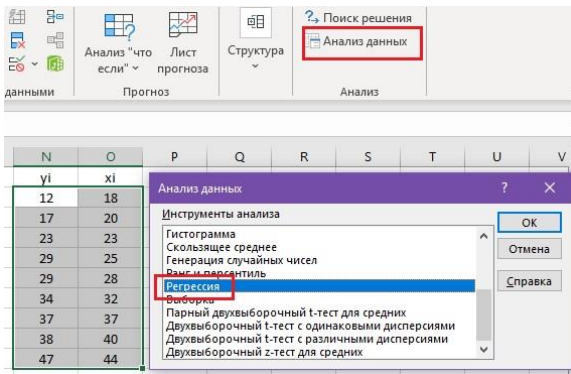 Анализ "что если"
Лист прогноза
Структура
Поиск решения
Анализ данных
данными
Прогноз
Анализ
N O P Q R S T U V
yi xi
12 18
17 20
23 23
29 25
29 28
34 32
37 37
38 40
47 44
Анализ данных ? ×
Инструменты анализа
Гистограмма
Скользящее среднее
Генерация случайных чисел
Ранг и персентиль
Регрессия
Выборка
Парный двухвыборочный t-тест для средних
Двухвыборочный t-тест с одинаковыми дисперсиями
Двухвыборочный t-тест с различными дисперсиями
Двухвыборочный z-тест для средних
ОК
Отмена
Справка